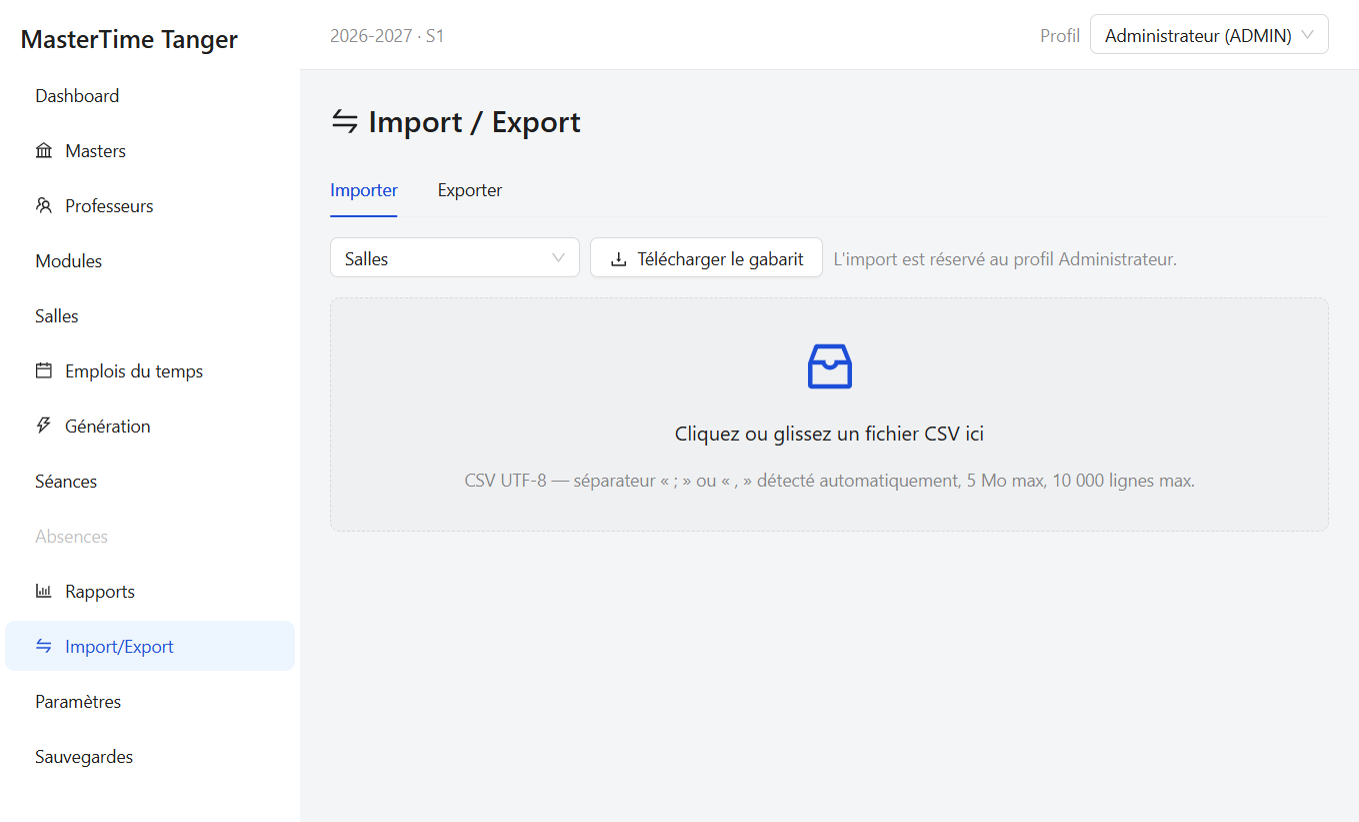 MasterTime Tanger
2026-2027 · S1
Profil
Administrateur (ADMIN)
Dashboard
Masters
Professeurs
Modules
Salles
Emplois du temps
Génération
Séances
Absences
Rapports
Import/Export
Paramètres
Sauvegardes
Import / Export
Importer
Exporter
Salles
Télécharger le gabarit
L'import est réservé au profil Administrateur.
Cliquez ou glissez un fichier CSV ici
CSV UTF-8 — séparateur « ; » ou « , » détecté automatiquement, 5 Mo max, 10 000 lignes max.